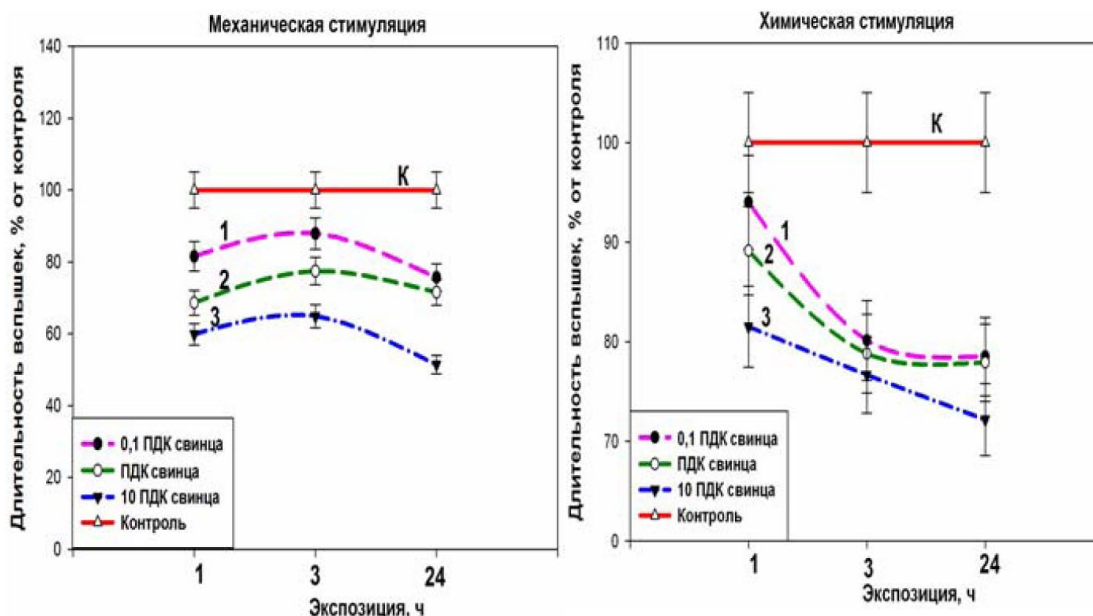 Механическая стимуляция
Длительность вспышек, % от контроля
140
120
100
80
60
40
20
0
К
1
2
3
0,1 ПДК свинца
ПДК свинца
10 ПДК свинца
Контроль
1
3
24
Экспозиция, ч
Химическая стимуляция
Длительность вспышек, % от контроля
110
100
90
80
70
60
К
1
2
3
0,1 ПДК свинца
ПДК свинца
10 ПДК свинца
Контроль
1
3
24
Экспозиция, ч